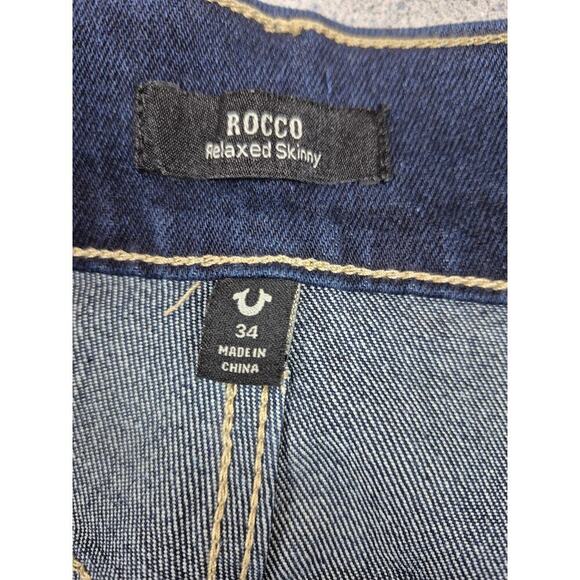 ROCCO
Relaxed Skinny
34
MADE IN
CHINA